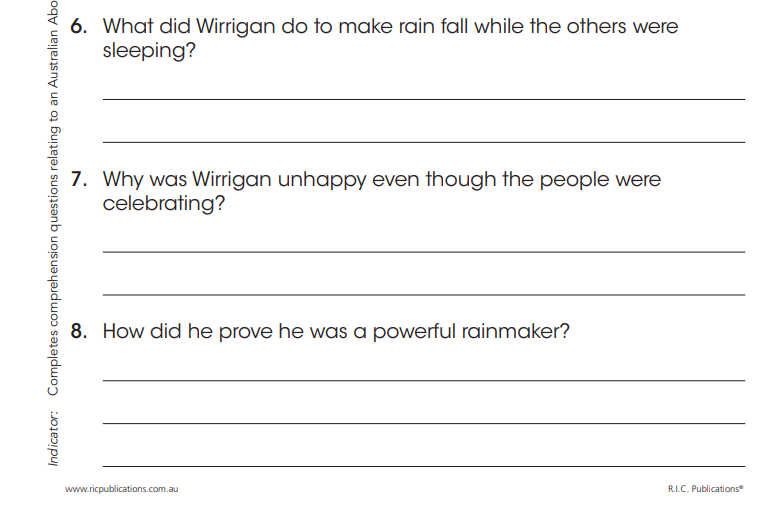 6. What did Wirrigan do to make rain fall while the others were
sleeping?
7. Why was Wirrigan unhappy even though the people were
celebrating?
8. How did he prove he was a powerful rainmaker?
Indicator: Completes comprehension questions relating to an Australian Abo
www.ricpublications.com.au
R.I.C. Publications®